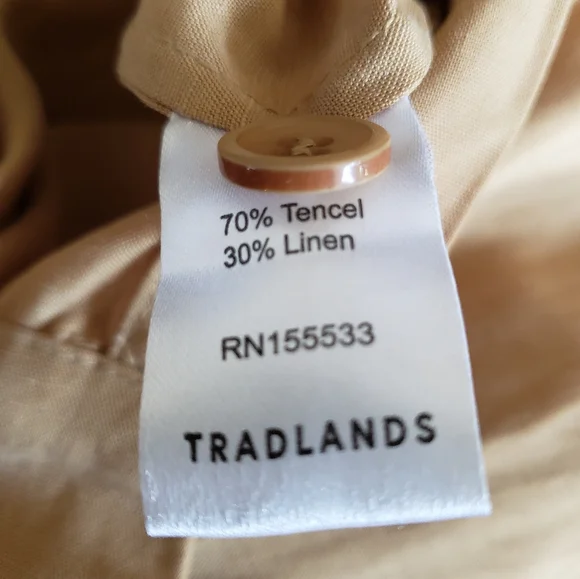 70% Tencel
30% Linen
RN155533
TRADLANDS